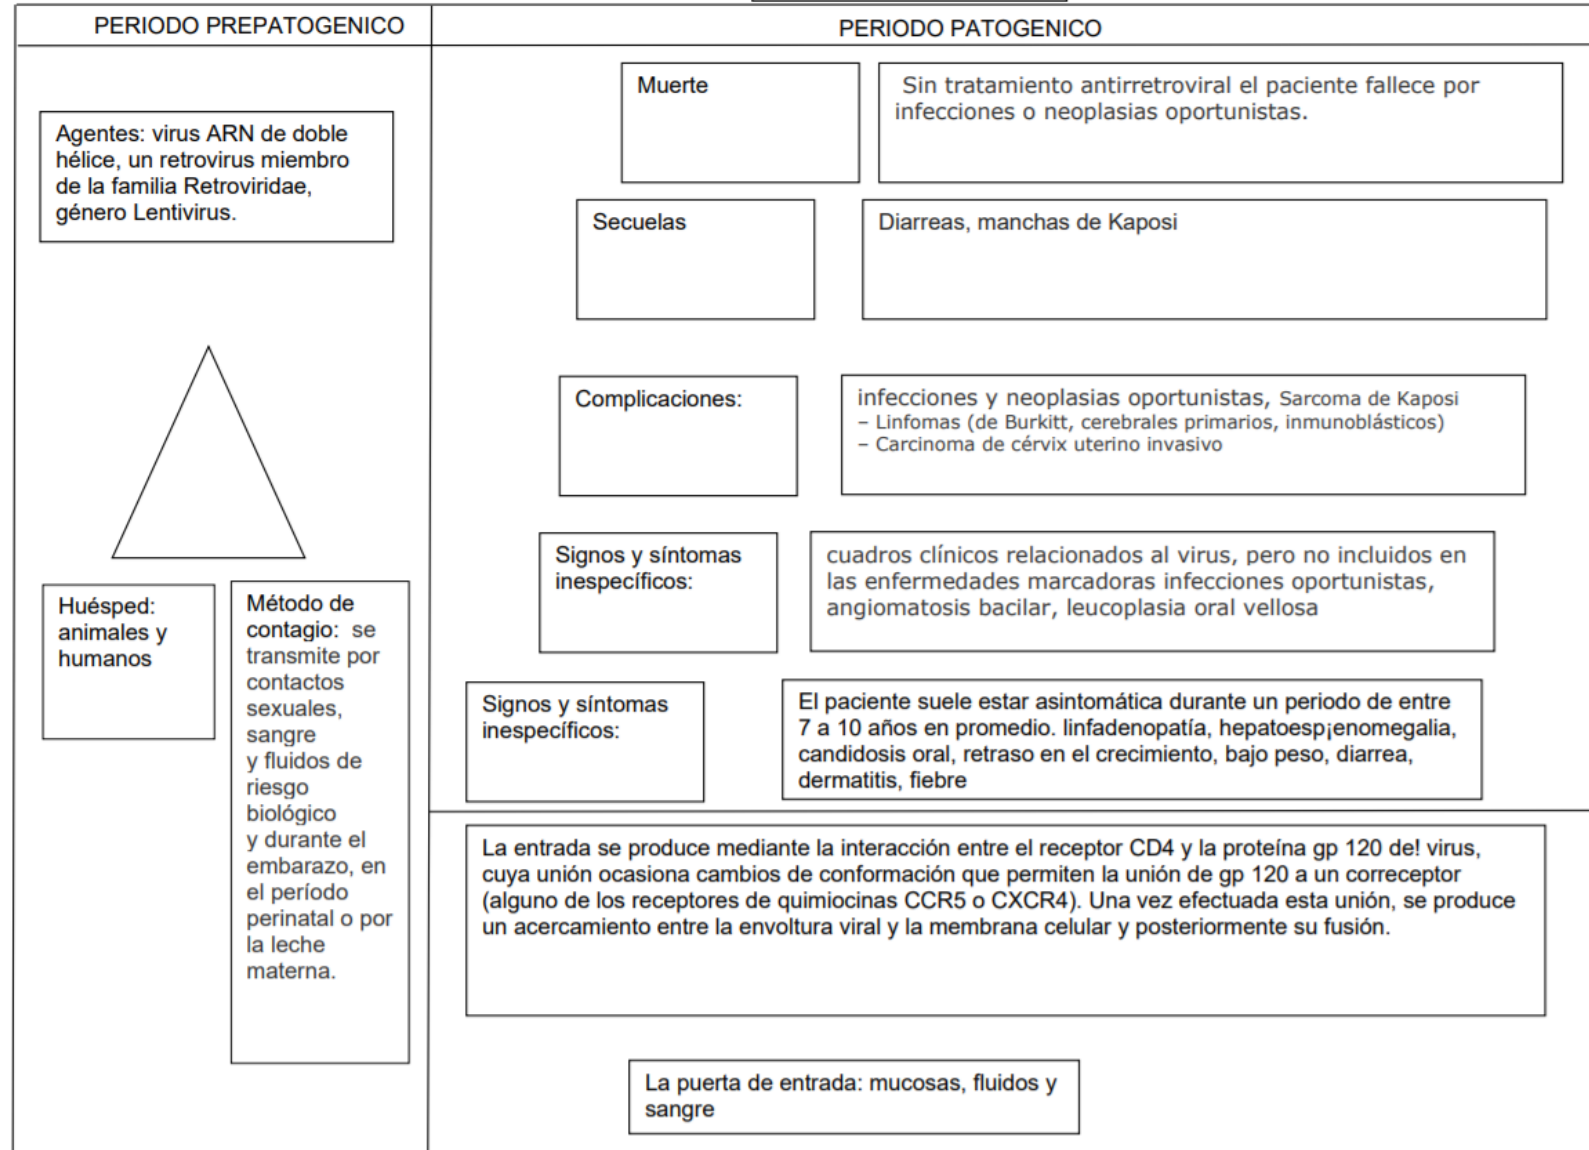 PERIODO PREPATOGENICO
PERIODO PATOGENICO
Agentes: virus ARN de doble
hélice, un retrovirus miembro
de la familia Retroviridae,
género Lentivirus.
Huésped:
animales y
humanos
Método de
contagio: se
transmite por
contactos
sexuales,
sangre
y fluidos de
riesgo
biológico
y durante el
embarazo, en
el período
perinatal o por
la leche
materna.
Muerte
Sin tratamiento antirretroviral el paciente fallece por
infecciones o neoplasias oportunistas.
Secuelas
Diarreas, manchas de Kaposi
Complicaciones:
infecciones y neoplasias oportunistas, Sarcoma de Kaposi
– Linfomas (de Burkitt, cerebrales primarios, inmunoblásticos)
– Carcinoma de cérvix uterino invasivo
Signos y síntomas
inespecíficos:
cuadros clínicos relacionados al virus, pero no incluidos en
las enfermedades marcadoras infecciones oportunistas,
angiomatosis bacilar, leucoplasia oral vellosa
Signos y síntomas
inespecíficos:
El paciente suele estar asintomática durante un periodo de entre
7 a 10 años en promedio. linfadenopatía, hepatoesp¡enomegalia,
candidosis oral, retraso en el crecimiento, bajo peso, diarrea,
dermatitis, fiebre
La entrada se produce mediante la interacción entre el receptor CD4 y la proteína gp 120 de! virus,
cuya unión ocasiona cambios de conformación que permiten la unión de gp 120 a un correceptor
(alguno de los receptores de quimiocinas CCR5 o CXCR4). Una vez efectuada esta unión, se produce
un acercamiento entre la envoltura viral y la membrana celular y posteriormente su fusión.
La puerta de entrada: mucosas, fluidos y
sangre